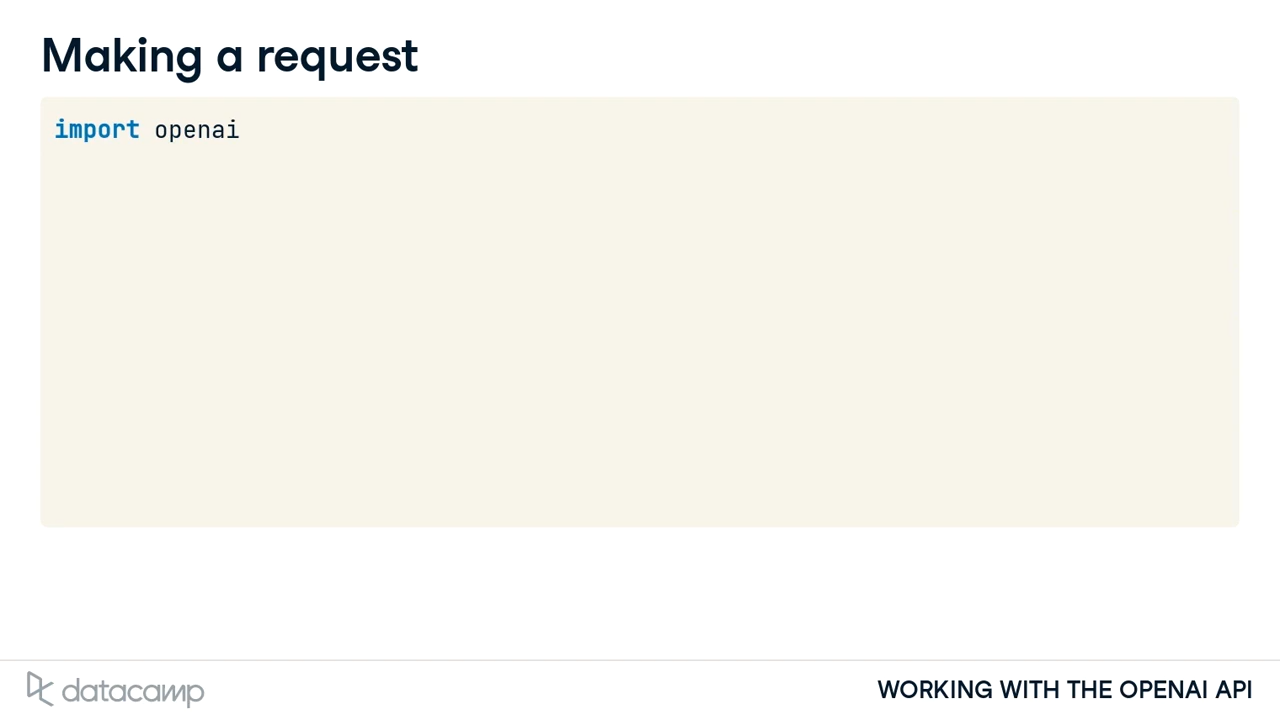 Making a request
import openai
datacamp
WORKING WITH THE OPENAI API